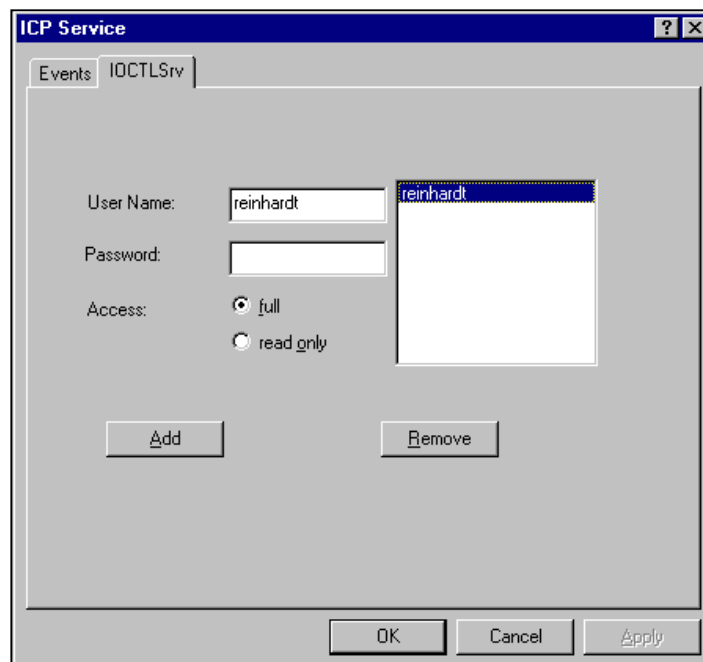 ICP Service
Events
IOCTLSrv
User Name:
reinhardt
reinhardt
Password:
Access:
full
read only
Add
Remove
OK
Cancel
Apply